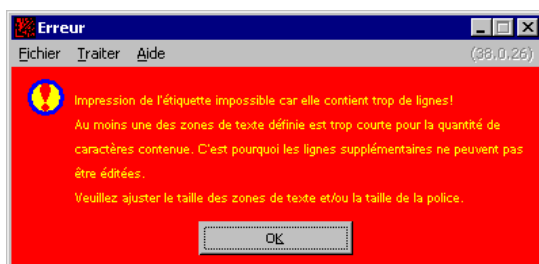 Erreur
Fichier Traiter Aide (38.0.26)
Impression de l'étiquette impossible car elle contient trop de lignes!
Au moins une des zones de texte définie est trop courte pour la quantité de
caractères contenue. C'est pourquoi les lignes supplémentaires ne peuvent pas
être éditées.
Veuillez ajuster le taille des zones de texte et/ou la taille de la police.
OK